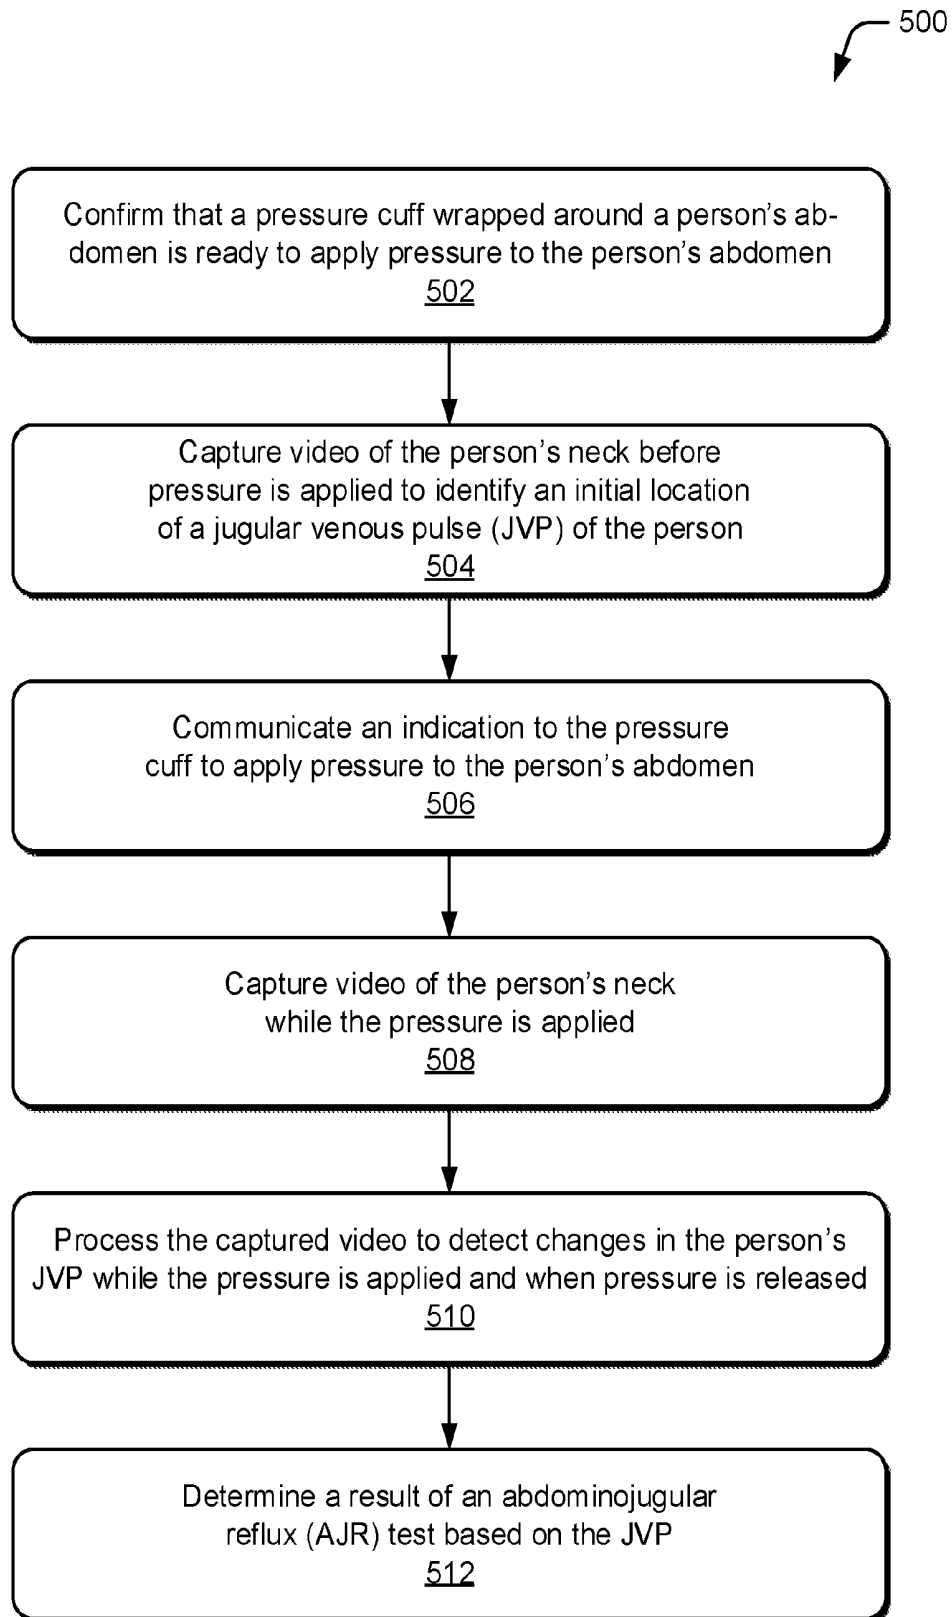 500
Confirm that a pressure cuff wrapped around a person's ab-
domen is ready to apply pressure to the person's abdomen
502
Capture video of the person's neck before
pressure is applied to identify an initial location
of a jugular venous pulse (JVP) of the person
504
Communicate an indication to the pressure
cuff to apply pressure to the person's abdomen
506
Capture video of the person's neck
while the pressure is applied
508
Process the captured video to detect changes in the person's
JVP while the pressure is applied and when pressure is released
510
Determine a result of an abdominojugular
reflux (AJR) test based on the JVP
512